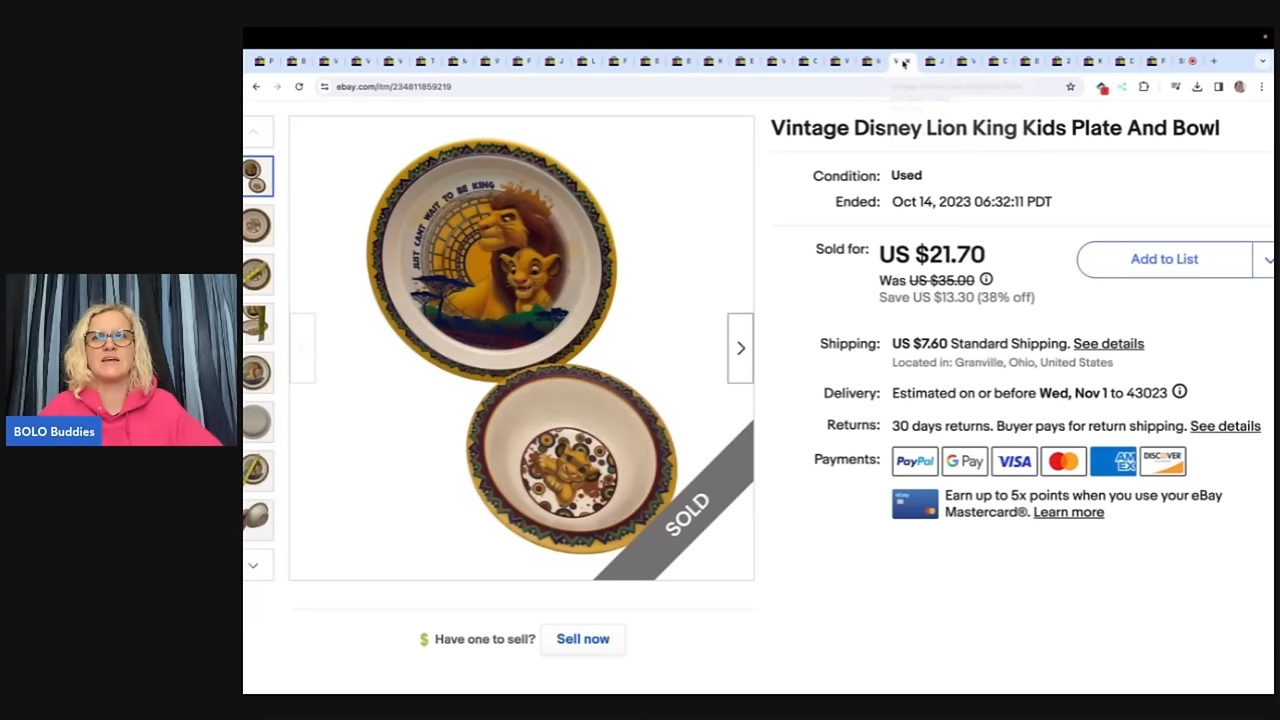 ebay.com/itm/234811859219
Vintage Disney Lion King Kids Plate And Bowl
Condition: Used
Ended: Oct 14, 2023 06:32:11 PDT
Sold for: US $21.70
Add to List
Was US $35.00
Save US $13.30 (38% off)
Shipping: US $7.60 Standard Shipping. See details
Located in: Granville, Ohio, United States
Delivery: Estimated on or before Wed, Nov 1 to 43023
Returns: 30 days returns. Buyer pays for return shipping. See details
Payments: PayPal G Pay VISA AM EX DISCOVER
Earn up to 5x points when you use your eBay
Mastercard®. Learn more
JUST CAN'T WAIT TO BE KING
SOLD
$ Have one to sell? Sell now
BOLO Buddies